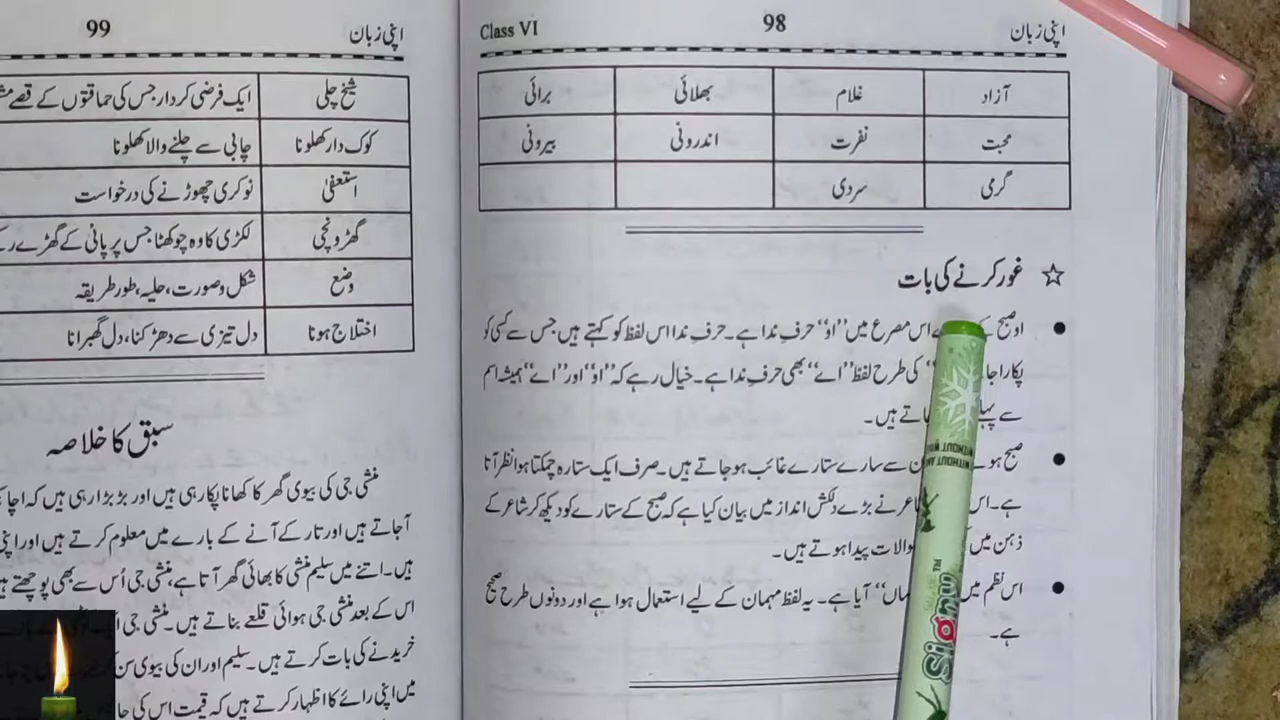 اپنی زبان 98 Class VI
آزاد غلام بھلائی برائی
محبت نفرت اندرونی بیرونی
گرمی سردی
☆ غور کرنے کی بات
● اوصبح اس مصرع میں ”او“ حرفِ ندا ہے۔ حرفِ ندا اس لفظ کو کہتے ہیں جس سے کسی کو
پکارا جا “ کی طرح لفظ ”اے“ بھی حرفِ ندا ہے۔ خیال رہے کہ ”او“ اور ”اے“ ہمیشہ اسم
سے پہلے جاتے ہیں۔
● صبح ہو سے سارے ستارے غائب ہو جاتے ہیں۔ صرف ایک ستارہ چمکتا ہوا نظر آتا
ہے۔ اس نے بڑے دلکش انداز میں بیان کیا ہے کہ صبح کے ستارے کو دیکھ کر شاعر کے
ذہن میں پیدا ہوتے ہیں۔
● اس نظم میں آیا ہے۔ یہ لفظ مہمان کے لیے استعمال ہوا ہے اور دونوں طرح صحیح
ہے۔
اپنی زبان 99
شیخ چلی ایک فرضی کردار جس کی حماقتوں کے قصے
کوک دار کھلونا چابی سے چلنے والا کھلونا
استعفیٰ نوکری چھوڑنے کی درخواست
گھڑونچی لکڑی کا وہ چوکھٹا جس پر پانی کے گھڑے
وضع شکل وصورت، حلیہ، طور طریقہ
اختلاج ہونا دل تیزی سے دھڑکنا، دل گھبرانا
سبق کا خلاصہ
منشی جی کی بیوی گھر کا کھانا پکار ہی ہیں اور بڑبڑا رہی ہیں کہ
آجاتے ہیں اور تار کے آنے کے بارے میں معلوم کرتے ہیں اور اپنی
ہیں۔ اتنے میں سلیم منشی کا بھائی گھر آتا ہے، منشی جی اُس سے بھی پوچھتے
اس کے بعد منشی جی ہوائی قلعے بناتے ہیں۔ منشی جی
خریدنے کی بات کرتے ہیں۔ سلیم اور ان کی بیوی سن
میں اپنی رائے کا اظہار کرتے ہیں کہ قیمت اس کی
Signy
WITHOUT